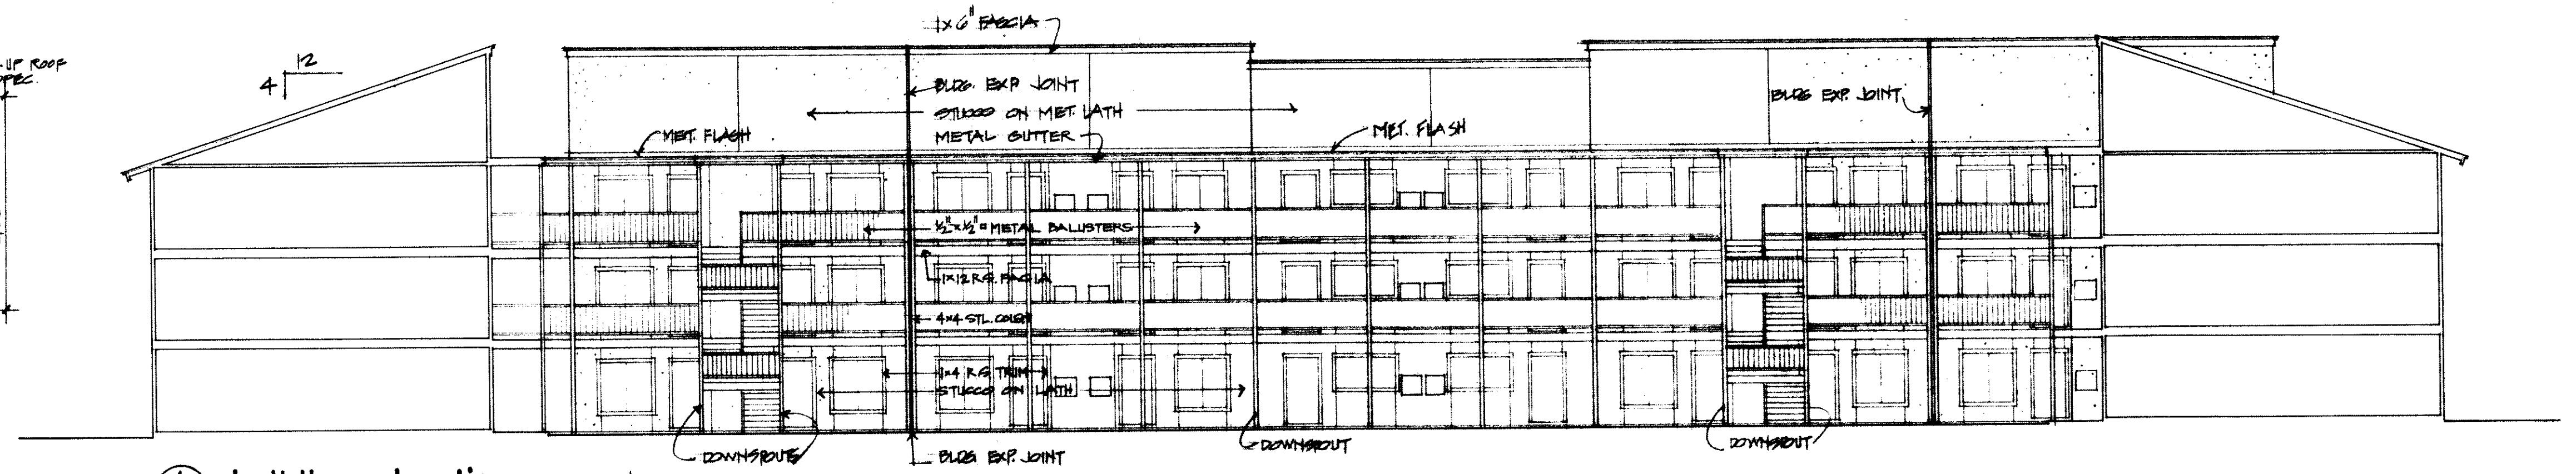 1x6" FASCIA
-UP ROOF
SPEC.
12
4
BLDG. EXP. JOINT
STUCCO ON MET. LATH
METAL GUTTER
MET. FLASH
MET. FLASH
BLDG EXP. JOINT
½"x½"ø METAL BALUSTERS
1x12 R.S. FACIA
4x4 STL. COLS
1x4 R.S. TRIM
STUCCO ON LATH
DOWNSPOUTS
BLDG EXP. JOINT
DOWNSPOUT
DOWNSPOUT